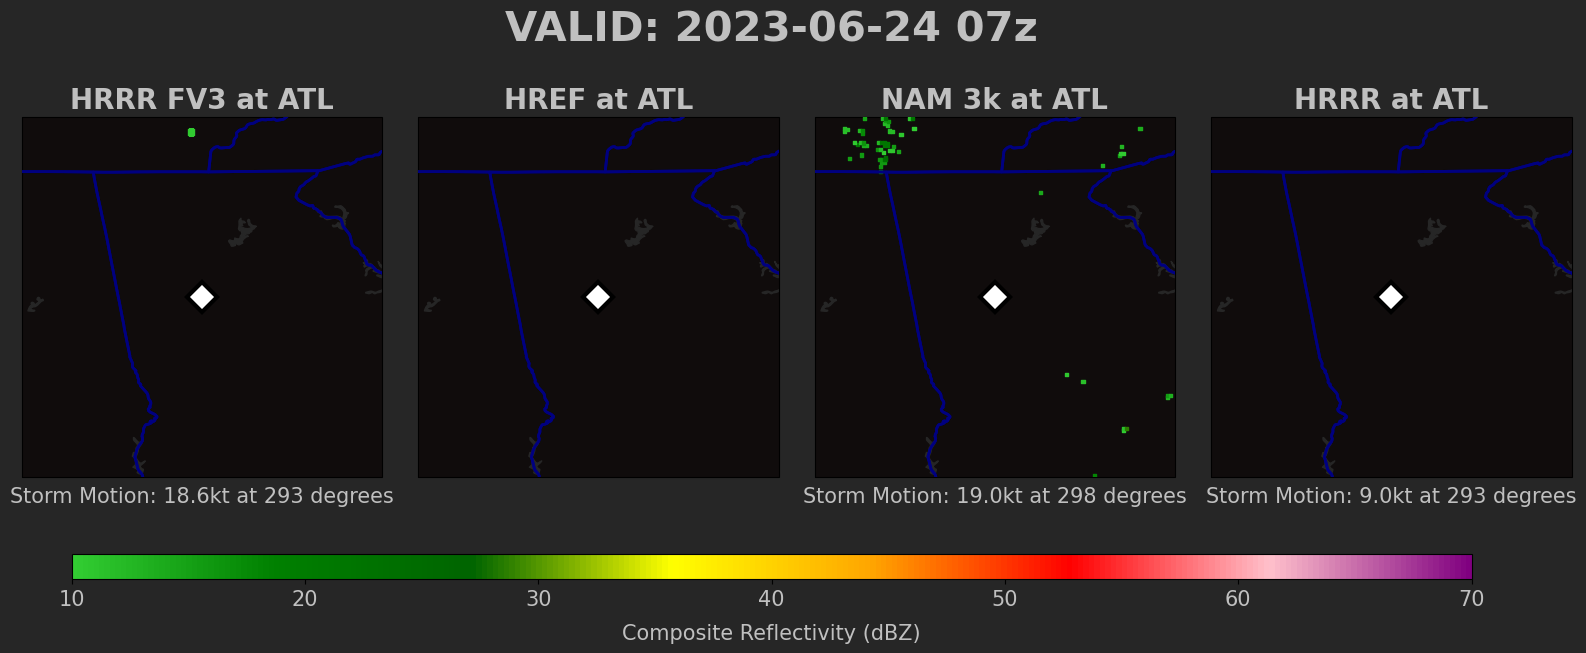 VALID: 2023-06-24 07z
HRRR FV3 at ATL
HREF at ATL
NAM 3k at ATL
HRRR at ATL
Storm Motion: 18.6kt at 293 degrees
Storm Motion: 19.0kt at 298 degrees
Storm Motion: 9.0kt at 293 degrees
10 20 30 40 50 60 70
Composite Reflectivity (dBZ)